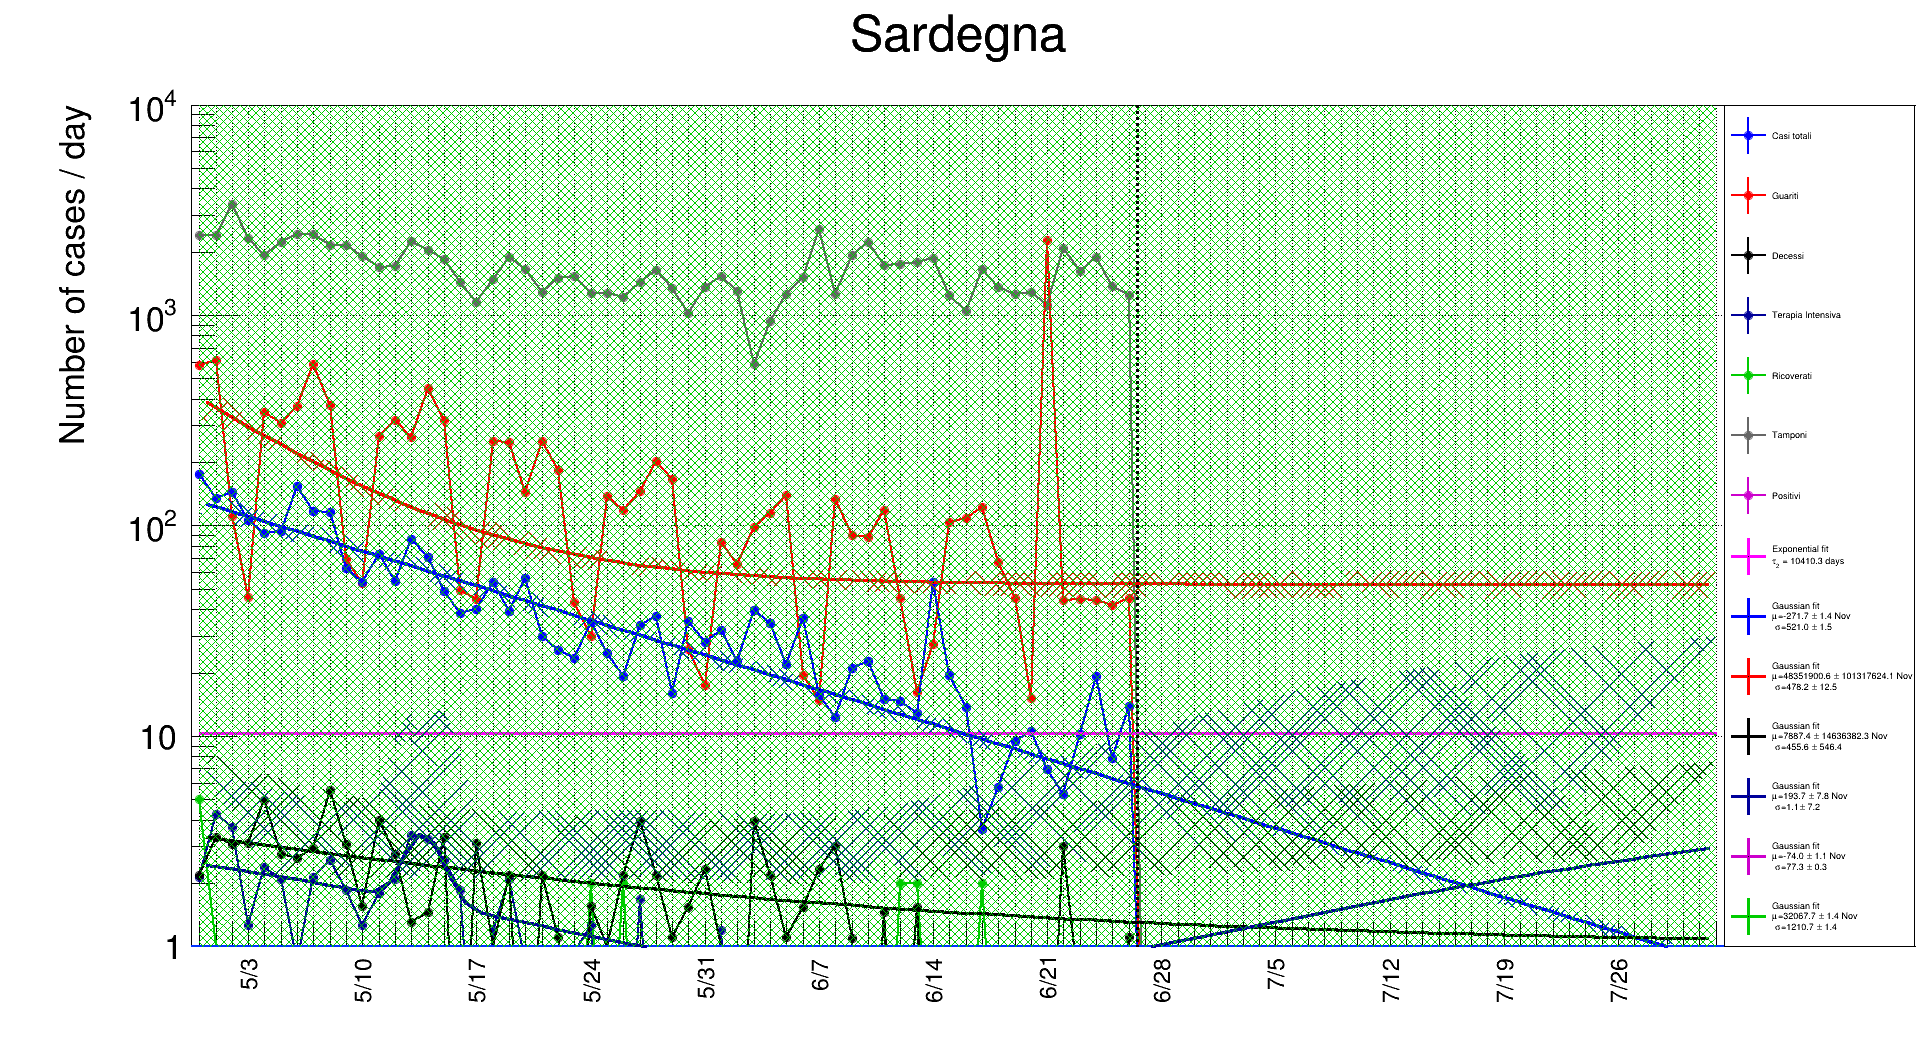 Sardegna
Number of cases / day
10^4
10^3
10^2
10
1
5/3
5/10
5/17
5/24
5/31
6/7
6/14
6/21
6/28
7/5
7/12
7/19
7/26
Casi totali
Guariti
Decessi
Terapia Intensiva
Ricoverati
Tamponi
Positivi
Exponential fit
τ_2 = 10410.3 days
Gaussian fit
μ=-271.7 ± 1.4 Nov
σ=521.0 ± 1.5
Gaussian fit
μ=48351900.6 ± 101317624.1 Nov
σ=478.2 ± 12.5
Gaussian fit
μ=7887.4 ± 14636382.3 Nov
σ=455.6 ± 546.4
Gaussian fit
μ=193.7 ± 7.8 Nov
σ=1.1 ± 7.2
Gaussian fit
μ=-74.0 ± 1.1 Nov
σ=77.3 ± 0.3
Gaussian fit
μ=32067.7 ± 1.4 Nov
σ=1210.7 ± 1.4